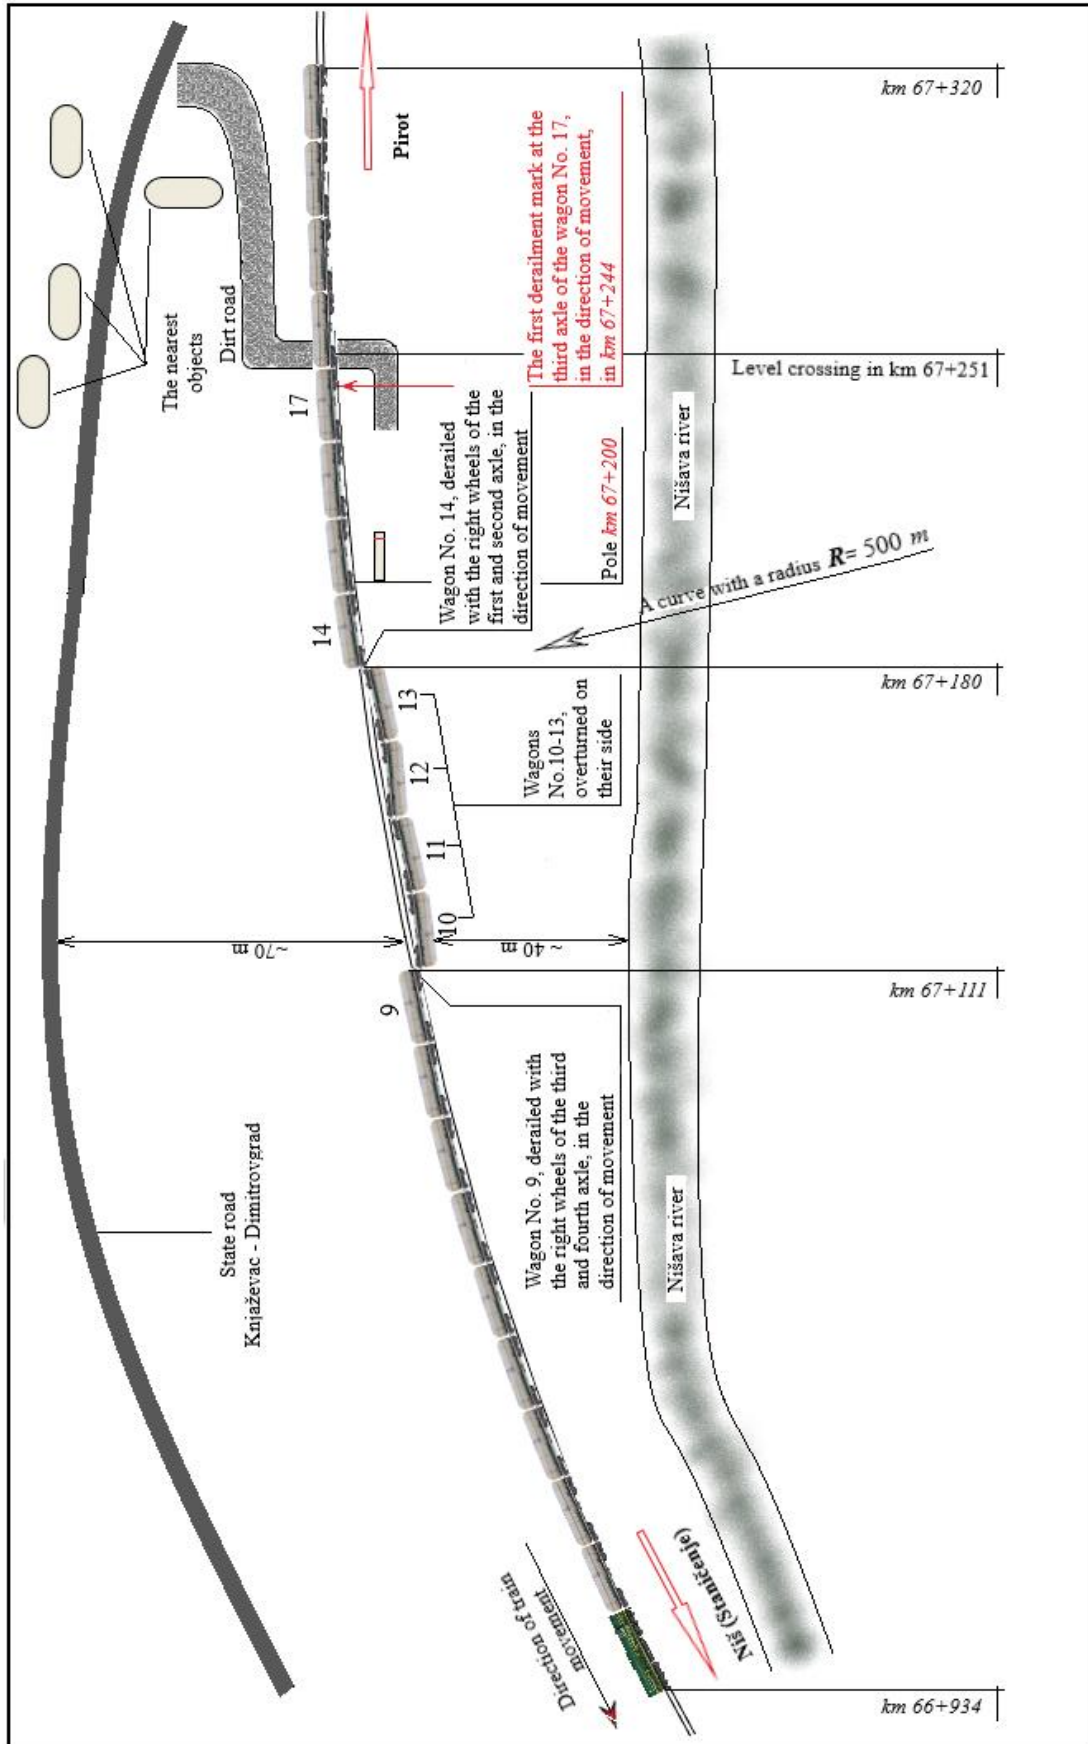 km 67+320
Pirot
The first derailment mark at the
third axle of the wagon No. 17,
in the direction of movement,
in km 67+244
Dirt road
The nearest
objects
Level crossing in km 67+251
17
Wagon No. 14, derailed
with the right wheels of the
first and second axle, in the
direction of movement
Pole km 67+200
Nišava river
A curve with a radius R= 500 m
14
km 67+180
13
12
11
10
Wagons
No.10-13,
overturned on
their side
~70 m
~ 40 m
km 67+111
9
Wagon No. 9, derailed with
the right wheels of the third
and fourth axle, in the
direction of movement
Nišava river
State road
Knjaževac - Dimitrovgrad
Direction of train
movement
Niš (Staničenje)
km 66+934